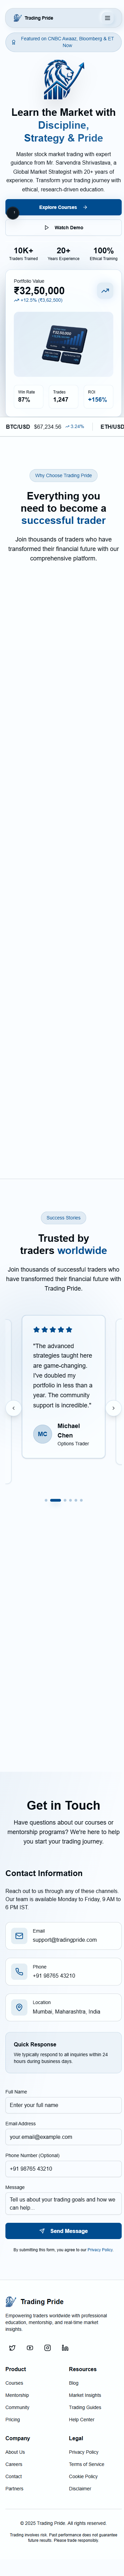 Trading Pride
Featured on CNBC Awaaz, Bloomberg & ET
Now
Learn the Market with
Discipline,
Strategy & Pride
Master stock market trading with expert
guidance from Mr. Sarvendra Shrivastava, a
Global Market Strategist with 20+ years of
experience. Transform your trading journey with
ethical, research-driven education.
Explore Courses
Watch Demo
10K+
Traders Trained
20+
Years Experience
100%
Ethical Training
Portfolio Value
₹32,50,000
+12.5% (₹3,62,500)
Win Rate
87%
Trades
1,247
ROI
+156%
BTC/USD $67,234.56 3.24% ETH/USD
Why Choose Trading Pride
Everything you
need to become a
successful trader
Join thousands of traders who have
transformed their financial future with our
comprehensive platform.
Success Stories
Trusted by
traders worldwide
Join thousands of successful traders who
have transformed their financial future with
Trading Pride.
"The advanced
strategies taught here
are game-changing.
I've doubled my
portfolio in less than a
year. The community
support is incredible."
MC
Michael
Chen
Options Trader
Get in Touch
Have questions about our courses or
mentorship programs? We're here to help
you start your trading journey.
Contact Information
Reach out to us through any of these channels.
Our team is available Monday to Friday, 9 AM to
6 PM IST.
Email
support@tradingpride.com
Phone
+91 98765 43210
Location
Mumbai, Maharashtra, India
Quick Response
We typically respond to all inquiries within 24
hours during business days.
Full Name
Enter your full name
Email Address
your.email@example.com
Phone Number (Optional)
+91 98765 43210
Message
Tell us about your trading goals and how we
can help...
Send Message
By submitting this form, you agree to our Privacy Policy.
Trading Pride
Empowering traders worldwide with professional
education, mentorship, and real-time market
insights.
Product
Courses
Mentorship
Community
Pricing
Resources
Blog
Market Insights
Trading Guides
Help Center
Company
About Us
Careers
Contact
Partners
Legal
Privacy Policy
Terms of Service
Cookie Policy
Disclaimer
© 2025 Trading Pride. All rights reserved.
Trading involves risk. Past performance does not guarantee
future results. Please trade responsibly.